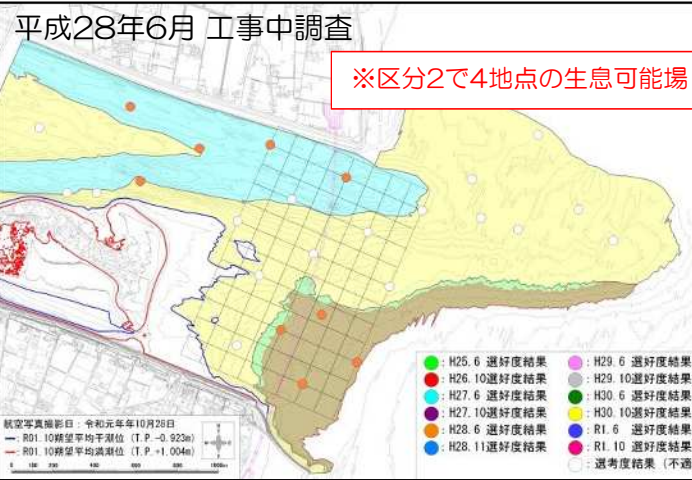 平成28年6月 工事中調査
※区分2で4地点の生息可能場
: H25.6 選好度結果
: H26.10選好度結果
: H27.6 選好度結果
: H27.10選好度結果
: H28.6 選好度結果
: H28.11選好度結果
: H29.6 選好度結果
: H29.10選好度結果
: H30.6 選好度結果
: H30.10選好度結果
: R1.6 選好度結果
: R1.10 選好度結果
: 選考度結果（不適
航空写真撮影日：令和元年年10月28日
: R01.10朔望平均干潮位 (T.P.-0.923m)
: R01.10朔望平均満潮位 (T.P.+1.004m)